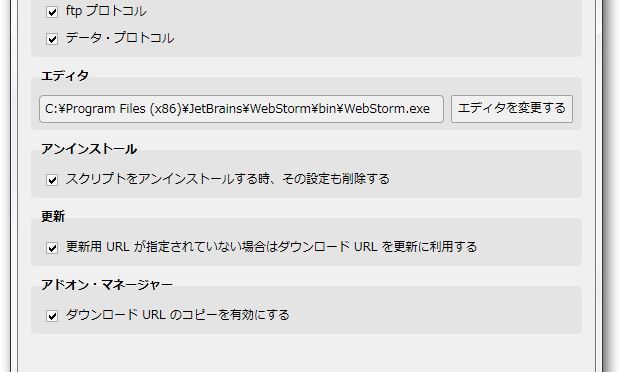 ftp プロトコル
データ・プロトコル
エディタ
C:¥Program Files (x86)¥JetBrains¥WebStorm¥bin¥WebStorm.exe
エディタを変更する
アンインストール
スクリプトをアンインストールする時、その設定も削除する
更新
更新用 URL が指定されていない場合はダウンロード URL を更新に利用する
アドオン・マネージャー
ダウンロード URL のコピーを有効にする